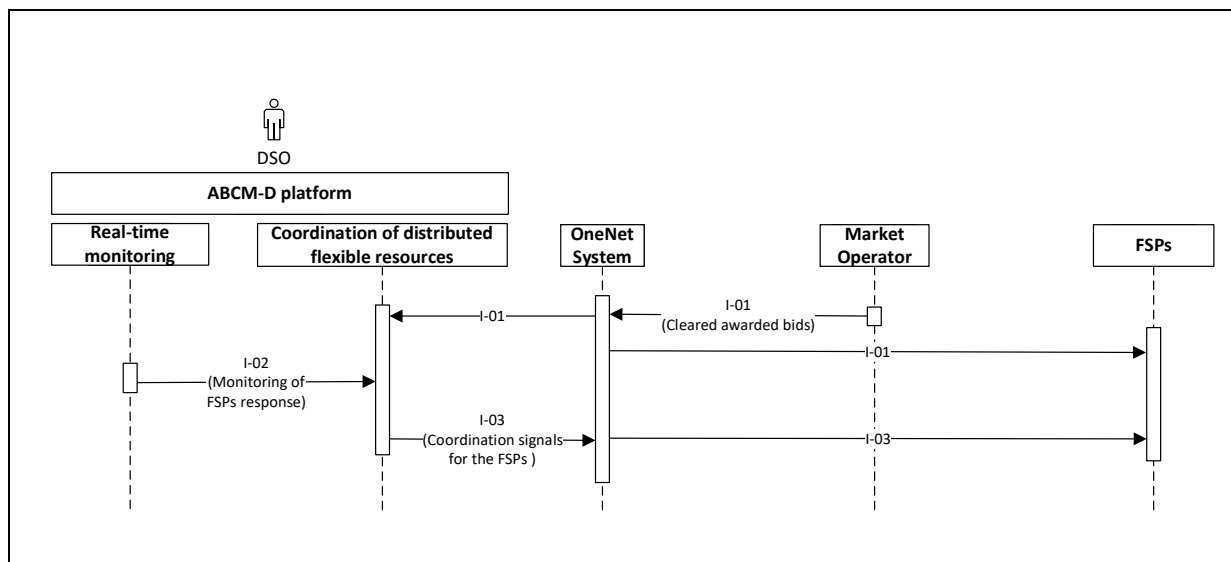 DSO
ABCM-D platform
Real-time
monitoring
Coordination of distributed
flexible resources
OneNet
System
Market
Operator
FSPs
I-01
(Cleared awarded bids)
I-01
I-01
I-02
(Monitoring of
FSPs response)
I-03
(Coordination signals
for the FSPs )
I-03